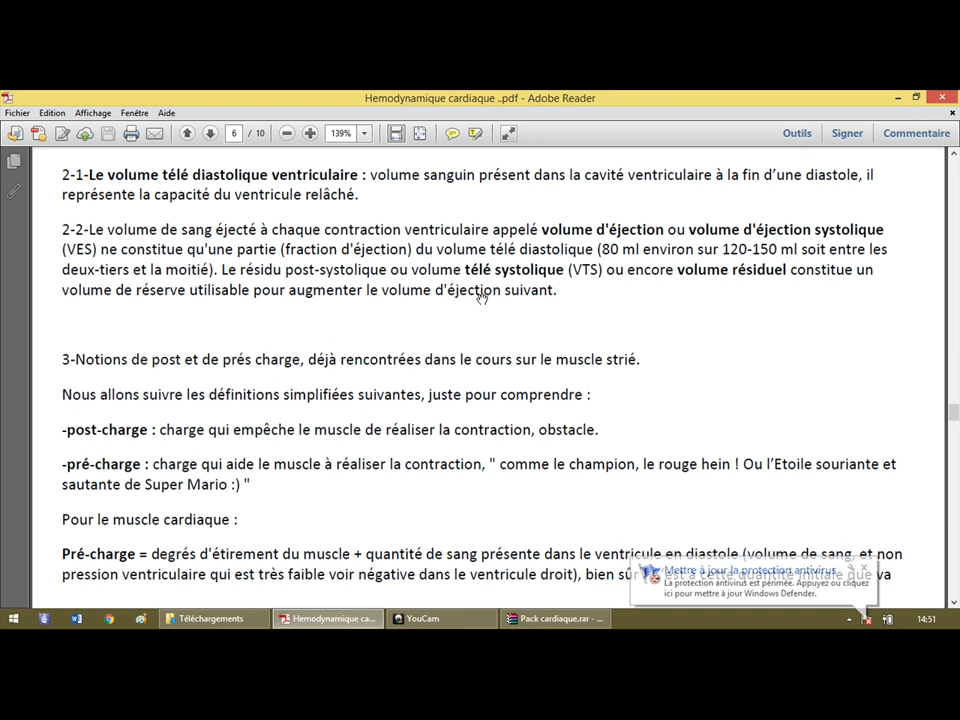 Hemodynamique cardiaque ..pdf - Adobe Reader
Fichier Edition Affichage Fenêtre Aide
6 / 10 139% Outils Signer Commentaire
2-1-Le volume télé diastolique ventriculaire : volume sanguin présent dans la cavité ventriculaire à la fin d'une diastole, il
représente la capacité du ventricule relâché.
2-2-Le volume de sang éjecté à chaque contraction ventriculaire appelé volume d'éjection ou volume d'éjection systolique
(VES) ne constitue qu'une partie (fraction d'éjection) du volume télé diastolique (80 ml environ sur 120-150 ml soit entre les
deux-tiers et la moitié). Le résidu post-systolique ou volume télé systolique (VTS) ou encore volume résiduel constitue un
volume de réserve utilisable pour augmenter le volume d'éjection suivant.
3-Notions de post et de prés charge, déjà rencontrées dans le cours sur le muscle strié.
Nous allons suivre les définitions simplifiées suivantes, juste pour comprendre :
-post-charge : charge qui empêche le muscle de réaliser la contraction, obstacle.
-pré-charge : charge qui aide le muscle à réaliser la contraction, " comme le champion, le rouge hein ! Ou l'Etoile souriante et
sautante de Super Mario :) "
Pour le muscle cardiaque :
Pré-charge = degrés d'étirement du muscle + quantité de sang présente dans le ventricule en diastole (volume de sang, et non
pression ventriculaire qui est très faible voir négative dans le ventricule droit), bien sûr est à cette quantité initiale que va
Mettre à jour la protection antivirus
La protection antivirus est périmée. Appuyez ou cliquez
ici pour mettre à jour Windows Defender.
Téléchargements Hemodynamique ca... YouCam Pack cardiaque.rar - ... 14:51